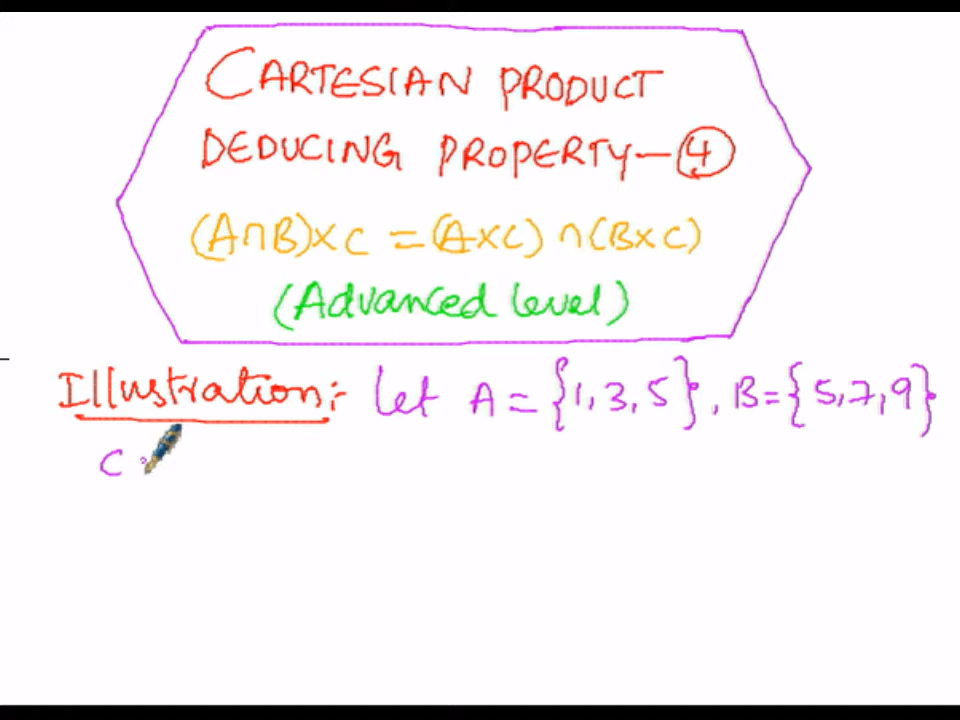 CARTESIAN PRODUCT
DEDUCING PROPERTY-④
(A∩B)×C = (A×C) ∩ (B×C)
(Advanced level)
Illustration:- Let A = {1, 3, 5}, B = {5, 7, 9}
C